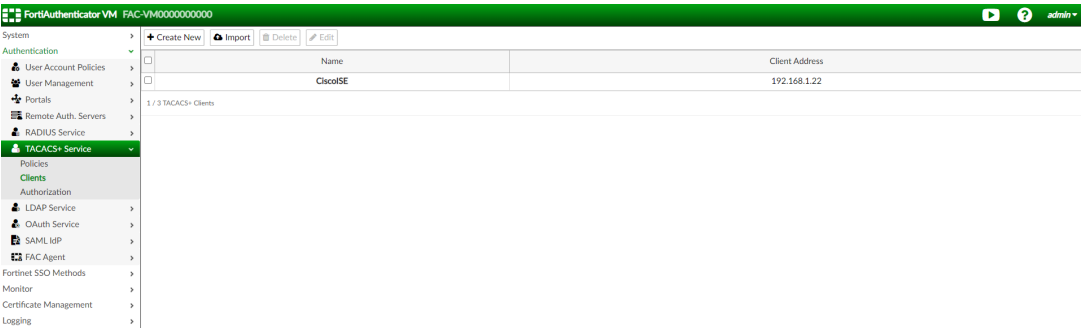 FortiAuthenticator VM FAC-VM0000000000
admin
System
Authentication
User Account Policies
User Management
Portals
Remote Auth. Servers
RADIUS Service
TACACS+ Service
Policies
Clients
Authorization
LDAP Service
OAuth Service
SAML IdP
FAC Agent
Fortinet SSO Methods
Monitor
Certificate Management
Logging
Create New Import Delete Edit
Name Client Address
CiscoISE 192.168.1.22
1 / 3 TACACS+ Clients